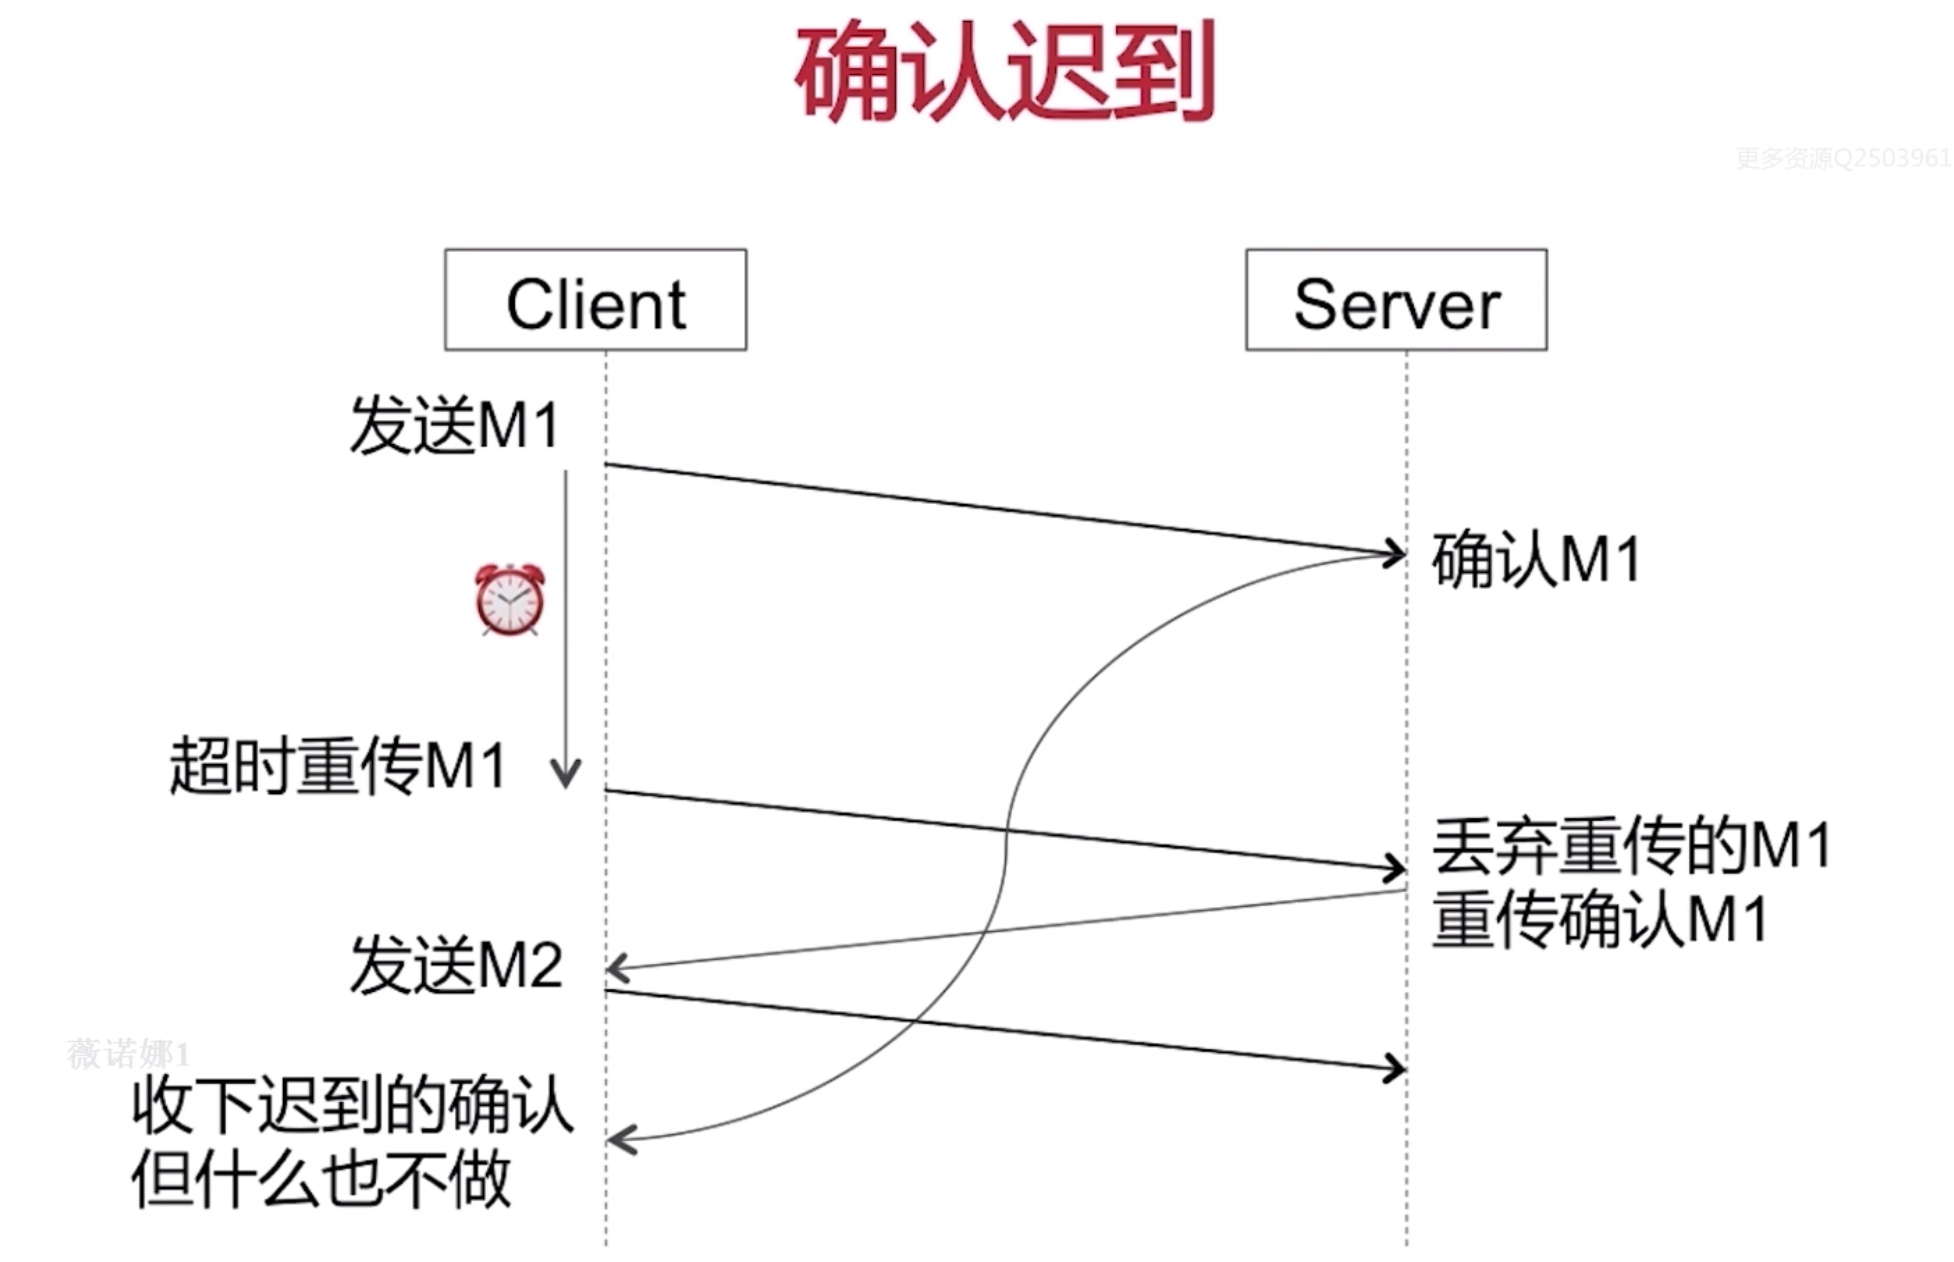 确认迟到
更多资源Q2503961
Client
Server
发送M1
确认M1
超时重传M1
丢弃重传的M1
重传确认M1
发送M2
薇诺娜1
收下迟到的确认
但什么也不做